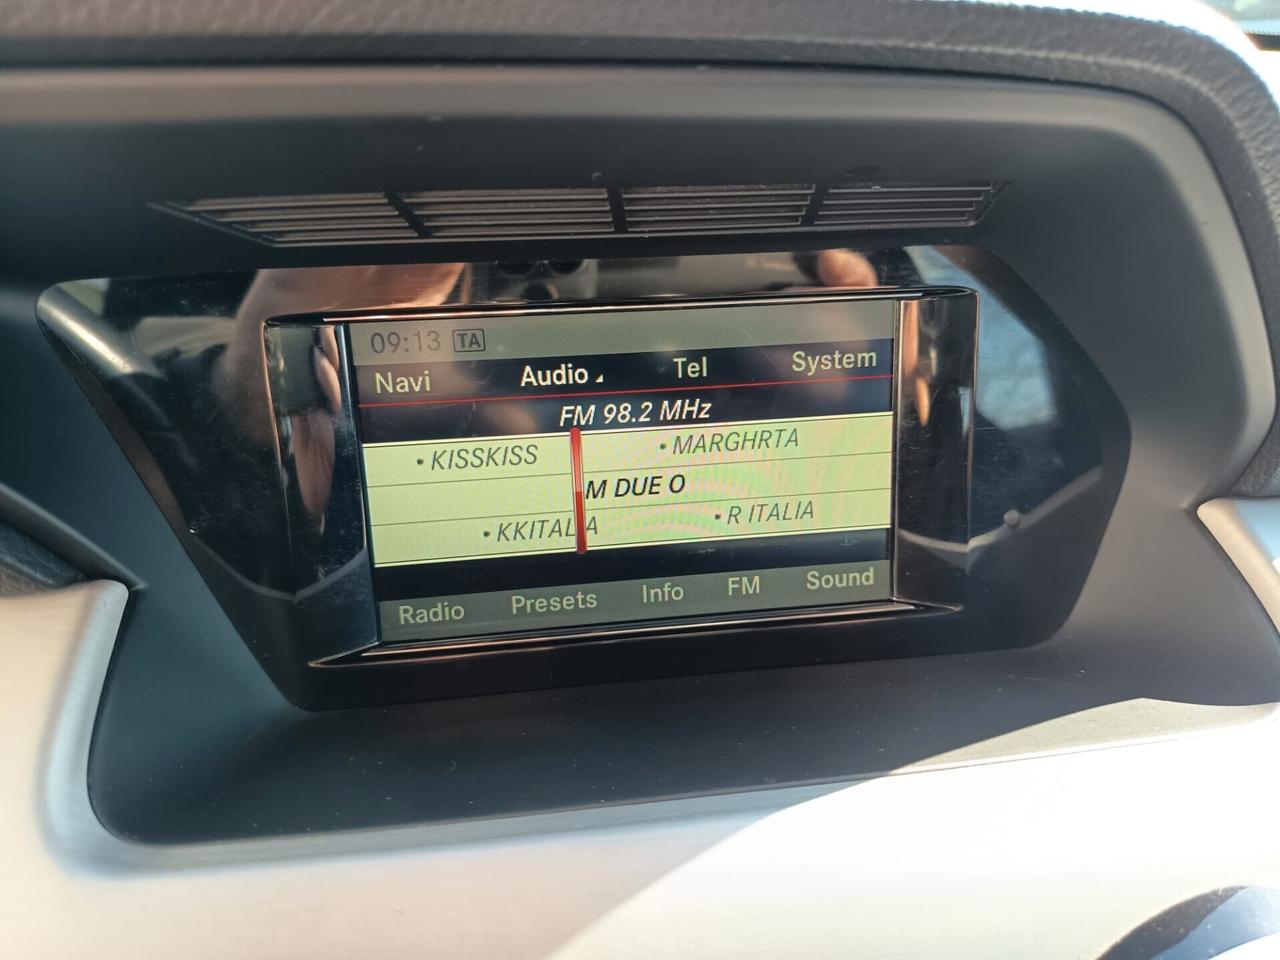 09:13 TA
Navi Audio Tel System
FM 98.2 MHz
• KISSKISS • MARGHRTA
M DUE O
• KKITALIA • R ITALIA
Radio Presets Info FM Sound